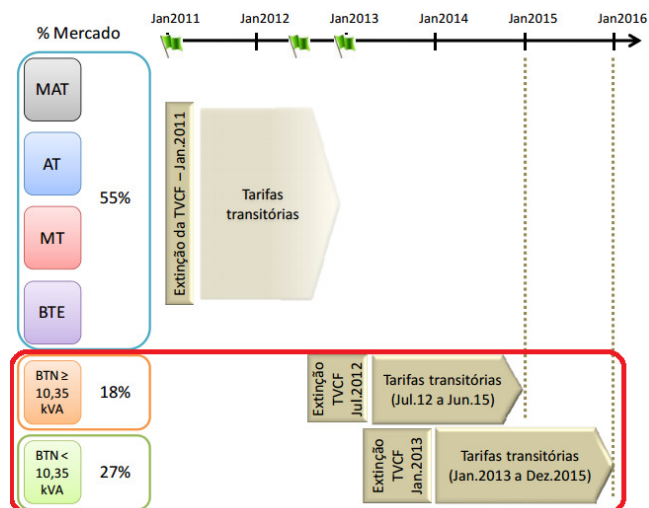 Jan2011 Jan2012 Jan2013 Jan2014 Jan2015 Jan2016
% Mercado
MAT
AT
MT
BTE
55%
Extinção da TVCF – Jan.2011
Tarifas
transitórias
BTN ≥
10,35
kVA
18%
Extinção
TVCF
Jul.2012
Tarifas transitórias
(Jul.12 a Jun.15)
BTN <
10,35
kVA
27%
Extinção
TVCF
Jan.2013
Tarifas transitórias
(Jan.2013 a Dez.2015)